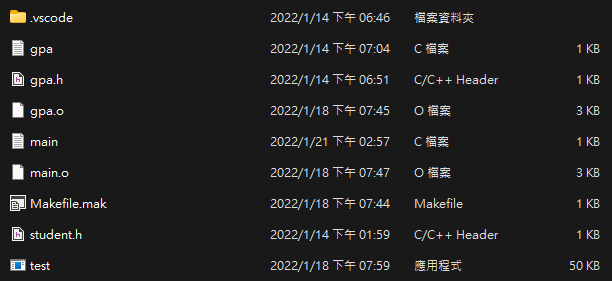 .vscode 2022/1/14 下午 06:46 檔案資料夾
gpa 2022/1/14 下午 07:04 C 檔案 1 KB
gpa.h 2022/1/14 下午 06:51 C/C++ Header 1 KB
gpa.o 2022/1/18 下午 07:45 O 檔案 3 KB
main 2022/1/21 下午 02:57 C 檔案 1 KB
main.o 2022/1/18 下午 07:47 O 檔案 3 KB
Makefile.mak 2022/1/18 下午 07:44 Makefile 1 KB
student.h 2022/1/14 下午 01:59 C/C++ Header 1 KB
test 2022/1/18 下午 07:59 應用程式 50 KB